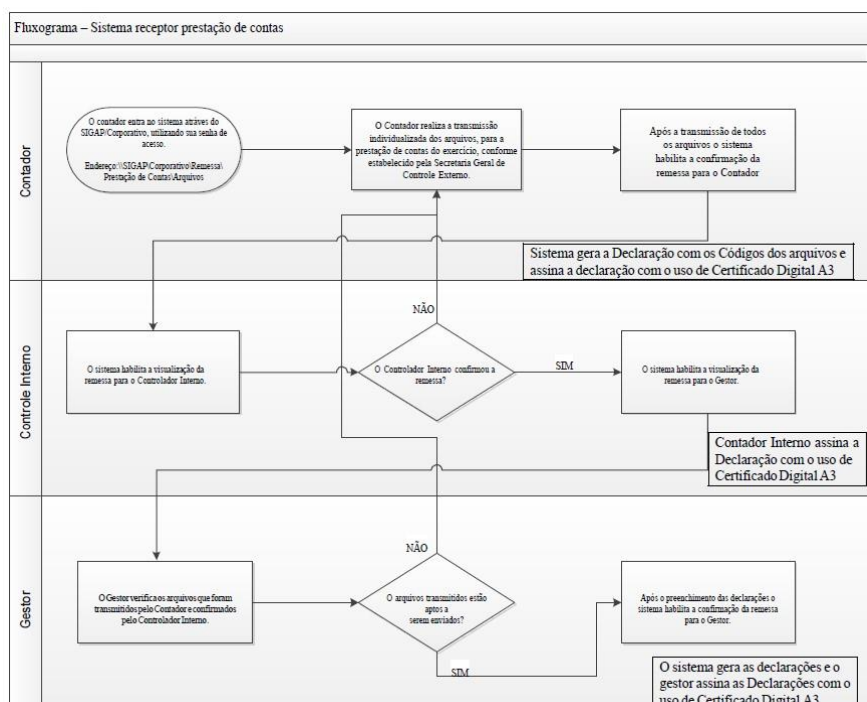 Fluxograma – Sistema receptor prestação de contas
Contador
O contador entra no sistema atráves do
SIGAP/Corporativo, utilizando sua senha de
acesso.
Endereço:\\SIGAP\Corporativo\Remessa\
Prestação de Contas\Arquivos
O Contador realiza a transmissão
individualizada dos arquivos, para a
prestação de contas do exercício, conforme
estabelecido pela Secretaria Geral de
Controle Externo.
Após a transmissão de todos
os arquivos o sistema
habilita a confirmação da
remessa para o Contador
Sistema gera a Declaração com os Códigos dos arquivos e
assina a declaração com o uso de Certificado Digital A3
Controle Interno
O sistema habilita a visualização da
remessa para o Controlador Interno.
NÃO
O Controlador Interno confirmou a
remessa?
SIM
O sistema habilita a visualização da
remessa para o Gestor.
Contador Interno assina a
Declaração com o uso de
Certificado Digital A3
Gestor
O Gestor verifica os arquivos que foram
transmitidos pelo Contador e confirmados
pelo Controlador Interno.
NÃO
O arquivos transmitidos estão
aptos a
serem enviados?
SIM
Após o preenchimento das declarações o
sistema habilita a confirmação da remessa
para o Gestor.
O sistema gera as declarações e o
gestor assina as Declarações com o
uso de Certificado Digital A3